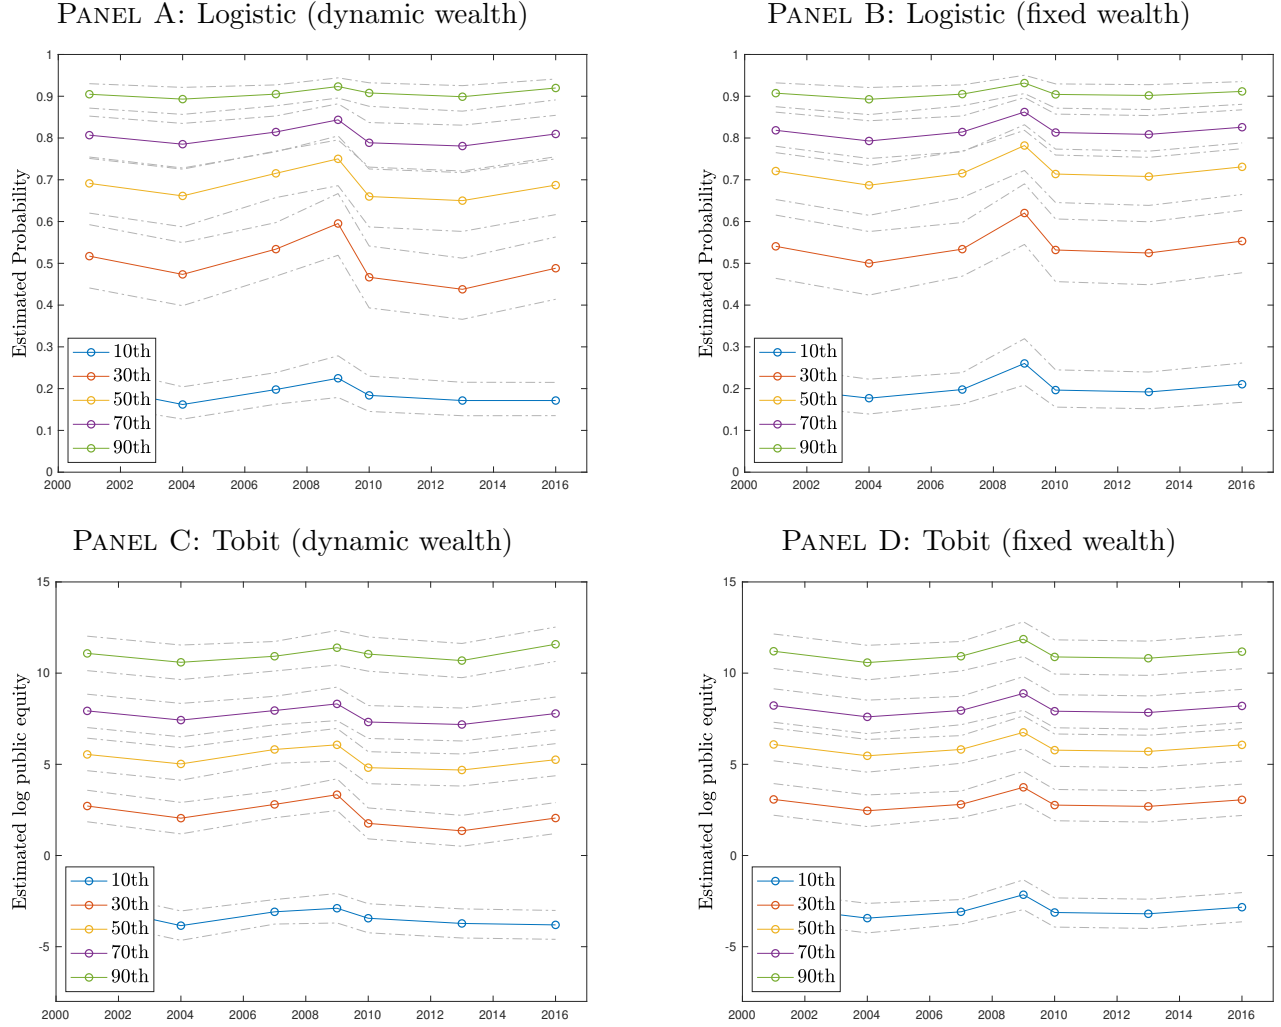 PANEL A: Logistic (dynamic wealth)
Estimated Probability
1
0.9
0.8
0.7
0.6
0.5
0.4
0.3
0.2
0.1
0
10th
30th
50th
70th
90th
2000 2002 2004 2006 2008 2010 2012 2014 2016
PANEL B: Logistic (fixed wealth)
Estimated Probability
1
0.9
0.8
0.7
0.6
0.5
0.4
0.3
0.2
0.1
0
10th
30th
50th
70th
90th
2000 2002 2004 2006 2008 2010 2012 2014 2016
PANEL C: Tobit (dynamic wealth)
Estimated log public equity
15
10
5
0
-5
10th
30th
50th
70th
90th
2000 2002 2004 2006 2008 2010 2012 2014 2016
PANEL D: Tobit (fixed wealth)
Estimated log public equity
15
10
5
0
-5
10th
30th
50th
70th
90th
2000 2002 2004 2006 2008 2010 2012 2014 2016